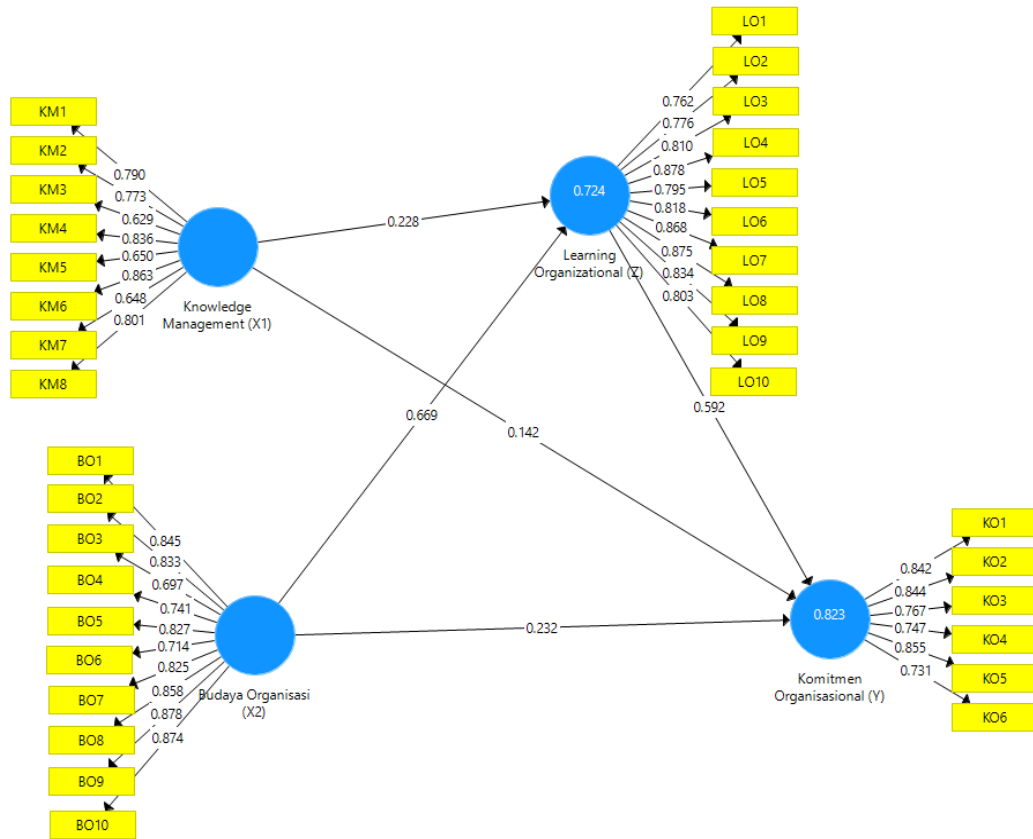 KM1
KM2
KM3
KM4
KM5
KM6
KM7
KM8
0.790
0.773
0.629
0.836
0.650
0.863
0.648
0.801
Knowledge
Management (X1)
0.228
0.142
BO1
BO2
BO3
BO4
BO5
BO6
BO7
BO8
BO9
BO10
0.845
0.833
0.697
0.741
0.827
0.714
0.825
0.858
0.878
0.874
Budaya Organisasi
(X2)
0.669
0.232
0.724
Learning
Organizational (Z)
0.762
0.776
0.810
0.878
0.795
0.818
0.868
0.875
0.834
0.803
LO1
LO2
LO3
LO4
LO5
LO6
LO7
LO8
LO9
LO10
0.592
0.823
Komitmen
Organisasional (Y)
0.842
0.844
0.767
0.747
0.855
0.731
KO1
KO2
KO3
KO4
KO5
KO6